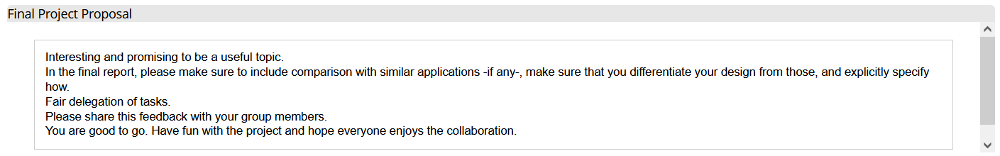 Final Project Proposal
Interesting and promising to be a useful topic.
In the final report, please make sure to include comparison with similar applications -if any-, make sure that you differentiate your design from those, and explicitly specify
how.
Fair delegation of tasks.
Please share this feedback with your group members.
You are good to go. Have fun with the project and hope everyone enjoys the collaboration.